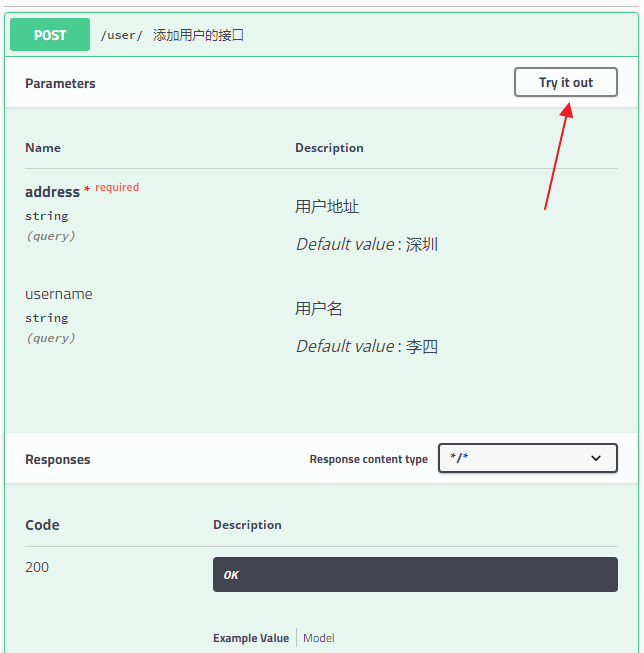 POST /user/ 添加用户的接口
Parameters Try it out
Name Description
address * required 用户地址
string
(query) Default value : 深圳
username 用户名
string
(query) Default value : 李四
Responses Response content type */*
Code Description
200 OK
Example Value Model